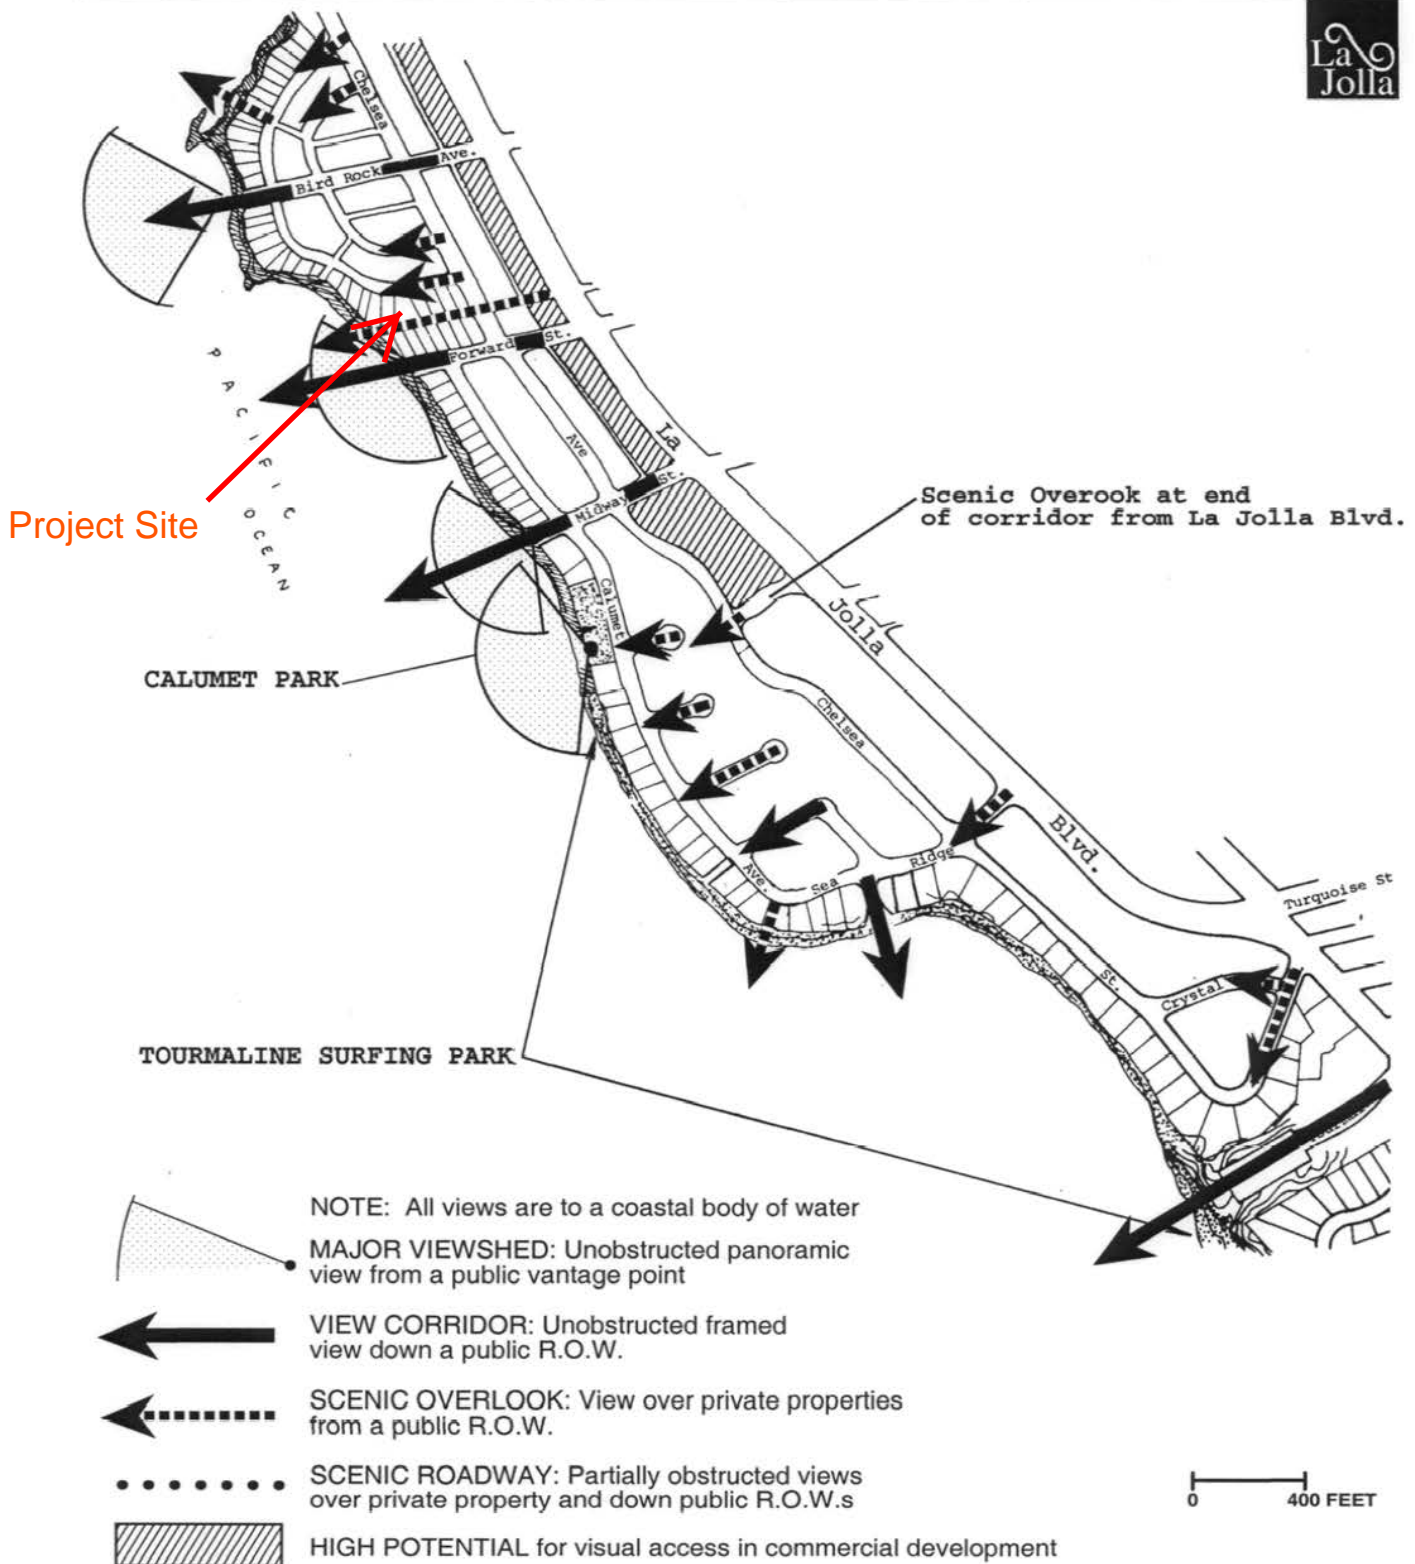 La
Jolla
Chelsea
Bird Rock Ave.
Forward St.
PACIFIC
OCEAN
Ave
La
Project Site
Midway St.
Scenic Overook at end
of corridor from La Jolla Blvd.
Calumet
Jolla
CALUMET PARK
Chelsea
Blvd.
Ridge
Ave.
Sea
Turquoise St
St.
Crystal
TOURMALINE SURFING PARK
NOTE: All views are to a coastal body of water
MAJOR VIEWSHED: Unobstructed panoramic
view from a public vantage point
VIEW CORRIDOR: Unobstructed framed
view down a public R.O.W.
SCENIC OVERLOOK: View over private properties
from a public R.O.W.
SCENIC ROADWAY: Partially obstructed views
over private property and down public R.O.W.s
0 400 FEET
HIGH POTENTIAL for visual access in commercial development